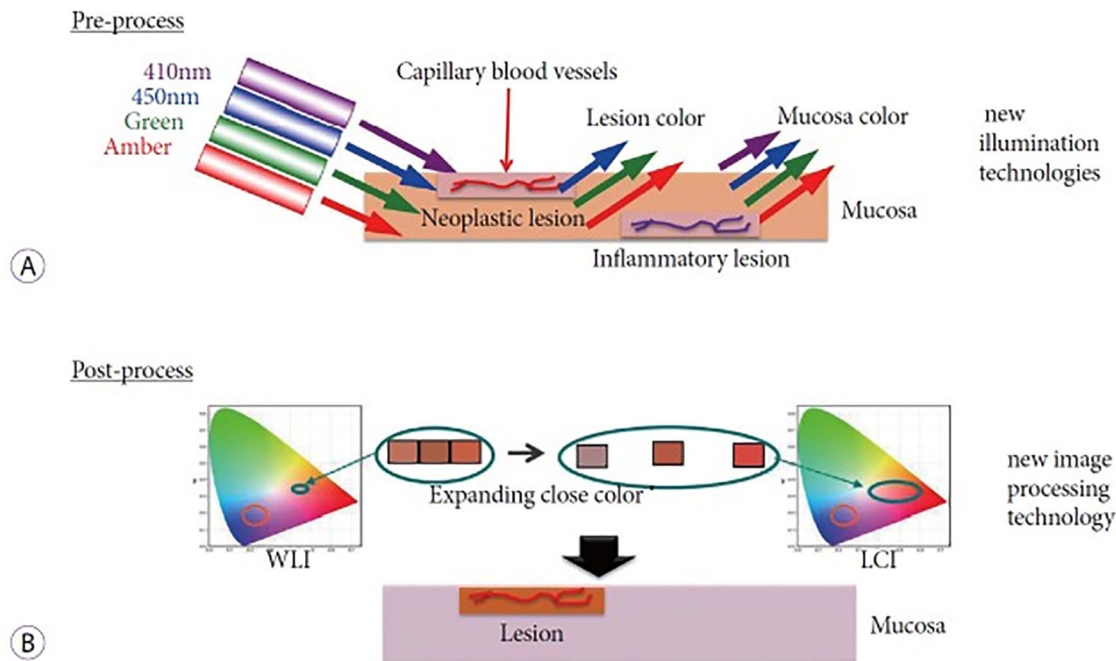 Pre-process
410nm
450nm
Green
Amber
Capillary blood vessels
Lesion color
Mucosa color
new
illumination
technologies
Neoplastic lesion
Mucosa
Inflammatory lesion
A
Post-process
Expanding close color
WLI
LCI
new image
processing
technology
Lesion
Mucosa
B